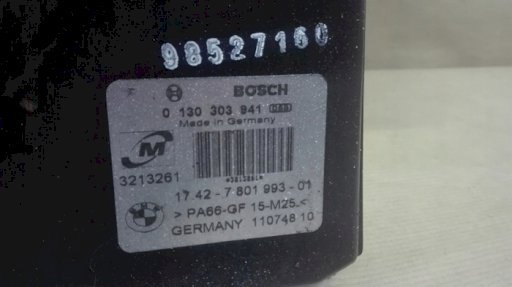 98527160
BOSCH
0 130 303 941
Made in Germany
M
3213261
17.42 - 7 801 993 - 01
> PA66-GF 15-M25.<
GERMANY 110748 10